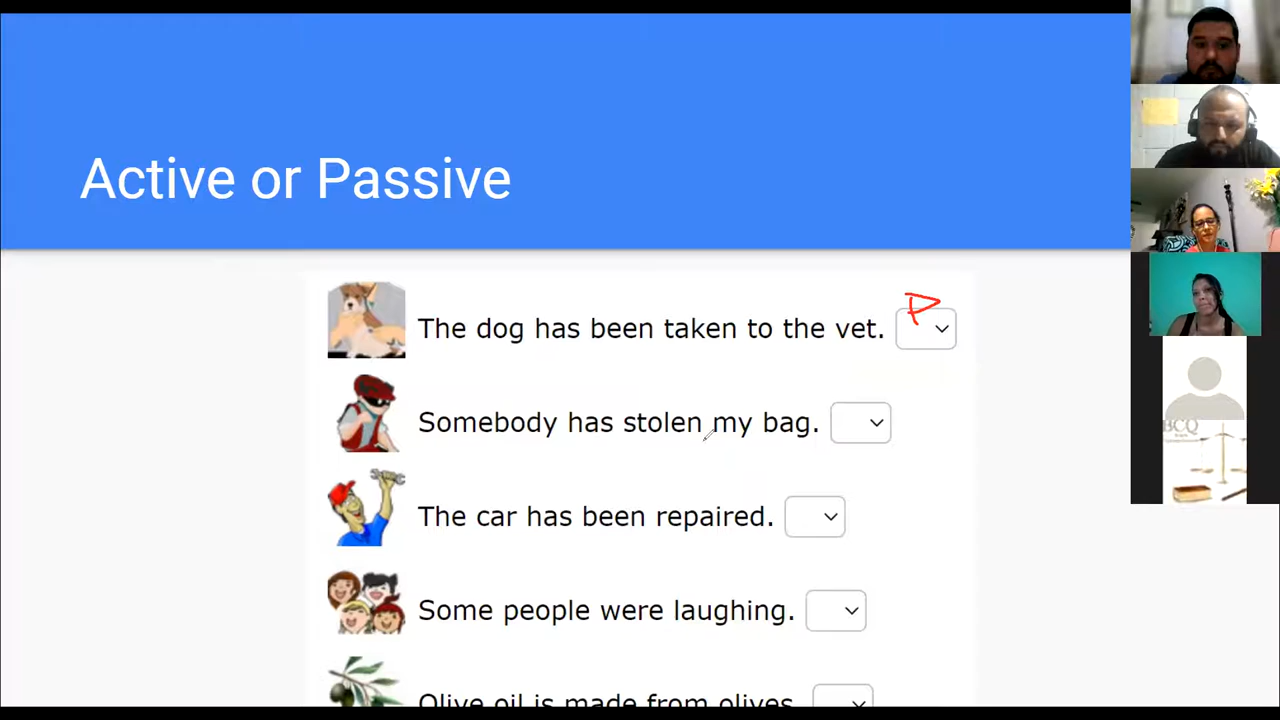 Active or Passive
P
The dog has been taken to the vet.
Somebody has stolen my bag.
The car has been repaired.
Some people were laughing.
Olive oil is made from olives.
BCQ